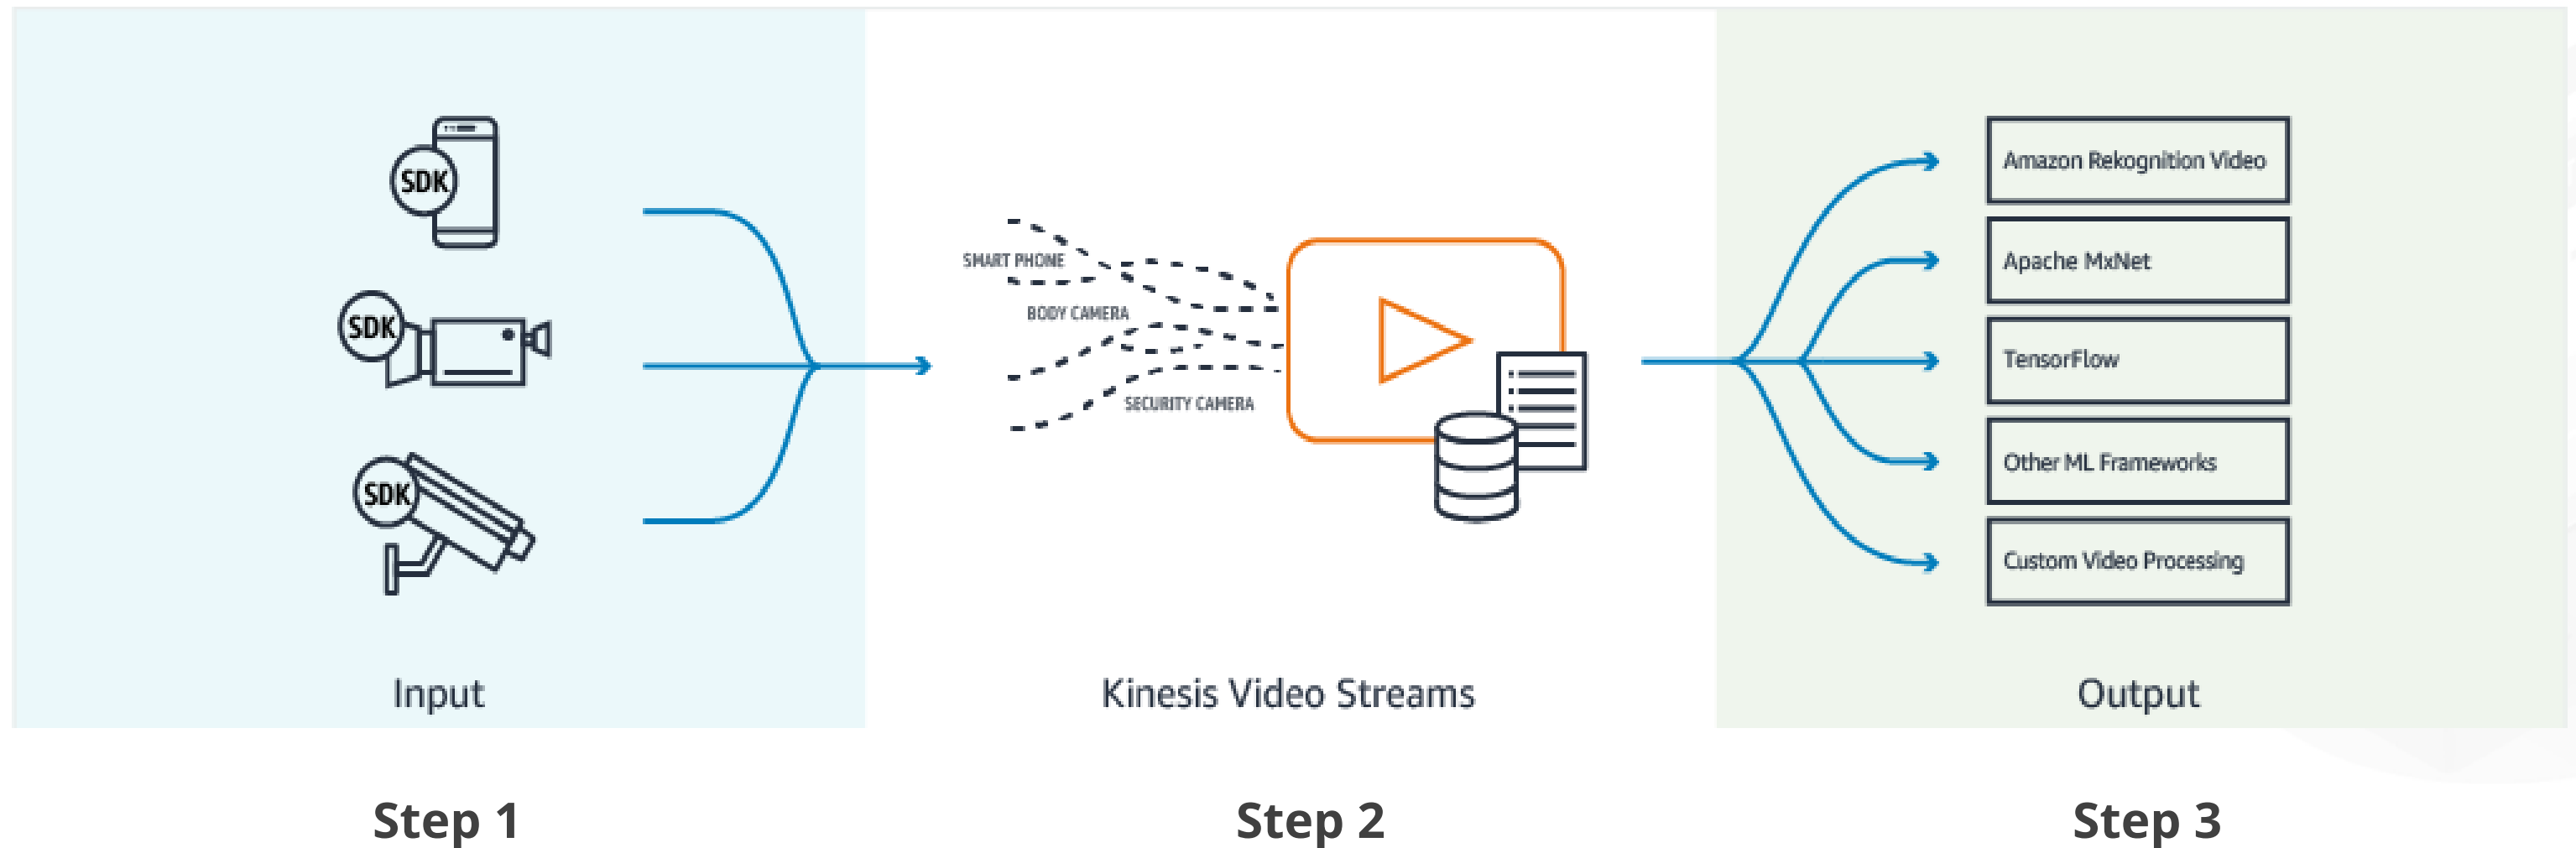 SDK
SDK
SDK
Input
SMART PHONE
BODY CAMERA
SECURITY CAMERA
Kinesis Video Streams
Amazon Rekognition Video
Apache MxNet
TensorFlow
Other ML Frameworks
Custom Video Processing
Output
Step 1
Step 2
Step 3